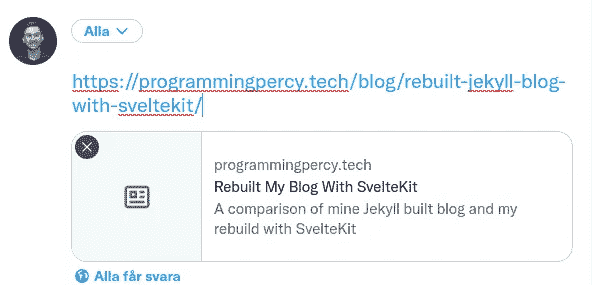 Alla
https://programmingpercy.tech/blog/rebuilt-jekyll-blog-
with-sveltekit/
programmingpercy.tech
Rebuilt My Blog With SvelteKit
A comparison of mine Jekyll built blog and my
rebuild with SvelteKit
Alla får svara